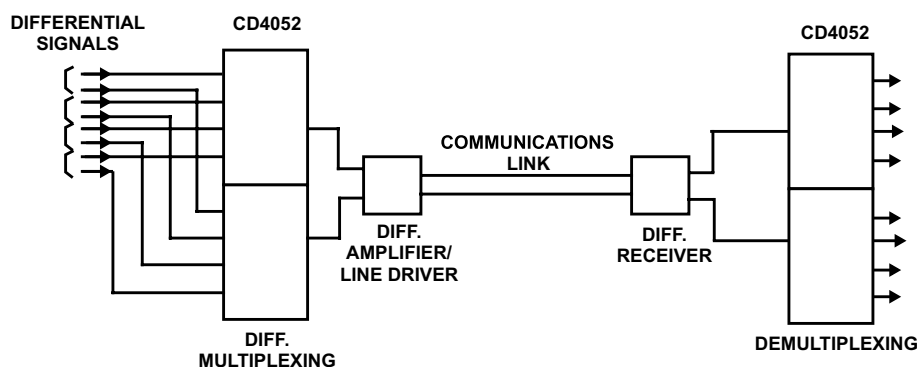 DIFFERENTIAL
SIGNALS
CD4052
CD4052
COMMUNICATIONS
LINK
DIFF.
AMPLIFIER/
LINE DRIVER
DIFF.
RECEIVER
DIFF.
MULTIPLEXING
DEMULTIPLEXING